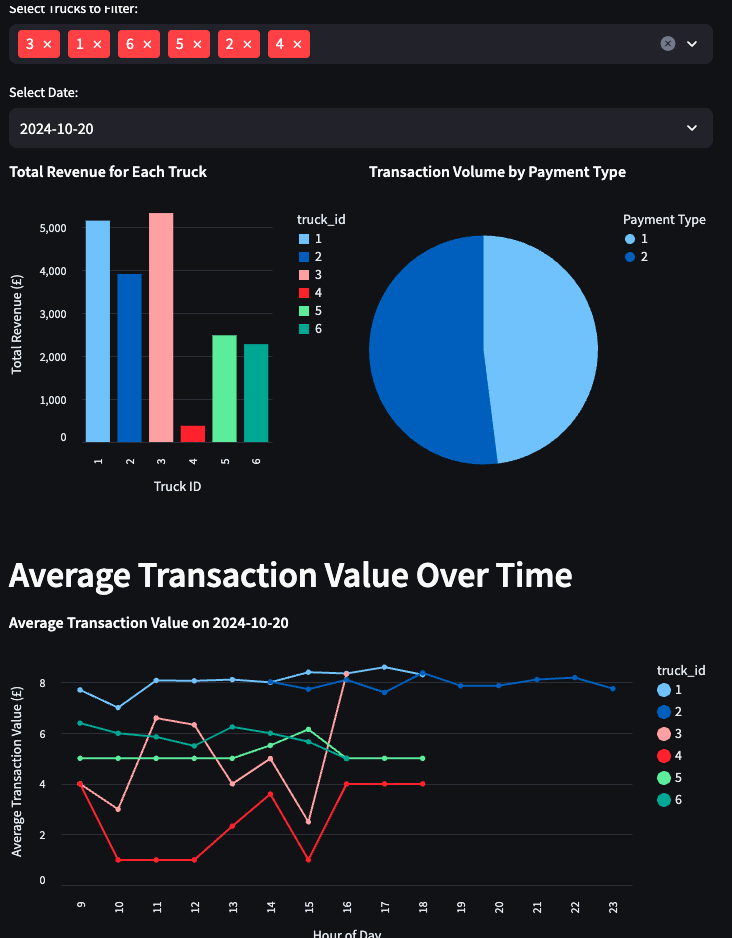 Select Trucks to Filter:
3 × 1 × 6 × 5 × 2 × 4 ×
Select Date:
2024-10-20
Total Revenue for Each Truck
Total Revenue (£)
5,000
4,000
3,000
2,000
1,000
0
1 2 3 4 5 6
Truck ID
truck_id
1
2
3
4
5
6
Transaction Volume by Payment Type
Payment Type
1
2
Average Transaction Value Over Time
Average Transaction Value on 2024-10-20
Average Transaction Value (£)
8
6
4
2
0
9 10 11 12 13 14 15 16 17 18 19 20 21 22 23
Hour of Day
truck_id
1
2
3
4
5
6